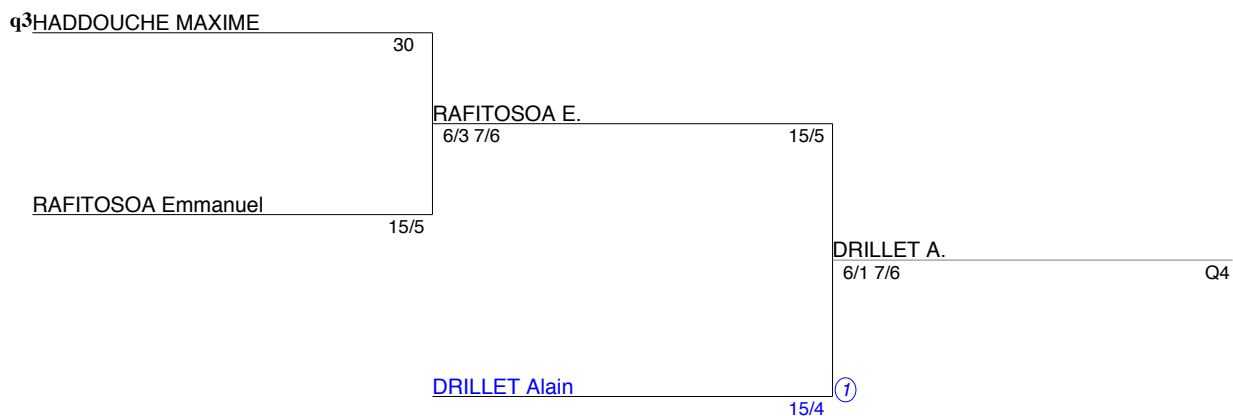 q3HADDOUCHE MAXIME
30
RAFITOSOA E.
6/3 7/6
15/5
RAFITOSOA Emmanuel
15/5
DRILLET A.
6/1 7/6
Q4
DRILLET Alain
1
15/4